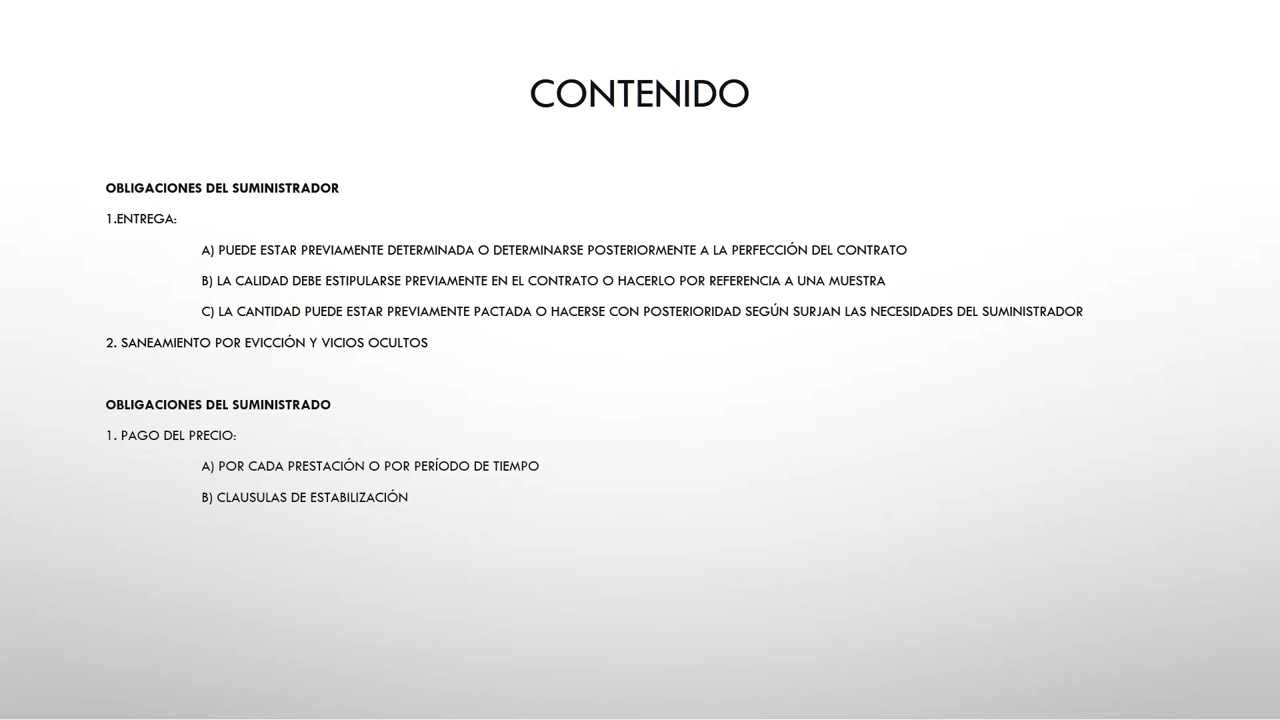 CONTENIDO
OBLIGACIONES DEL SUMINISTRADOR
1.ENTREGA:
A) PUEDE ESTAR PREVIAMENTE DETERMINADA O DETERMINARSE POSTERIORMENTE A LA PERFECCIÓN DEL CONTRATO
B) LA CALIDAD DEBE ESTIPULARSE PREVIAMENTE EN EL CONTRATO O HACERLO POR REFERENCIA A UNA MUESTRA
C) LA CANTIDAD PUEDE ESTAR PREVIAMENTE PACTADA O HACERSE CON POSTERIORIDAD SEGÚN SURJAN LAS NECESIDADES DEL SUMINISTRADOR
2. SANEAMIENTO POR EVICCIÓN Y VICIOS OCULTOS
OBLIGACIONES DEL SUMINISTRADO
1. PAGO DEL PRECIO:
A) POR CADA PRESTACIÓN O POR PERÍODO DE TIEMPO
B) CLAUSULAS DE ESTABILIZACIÓN